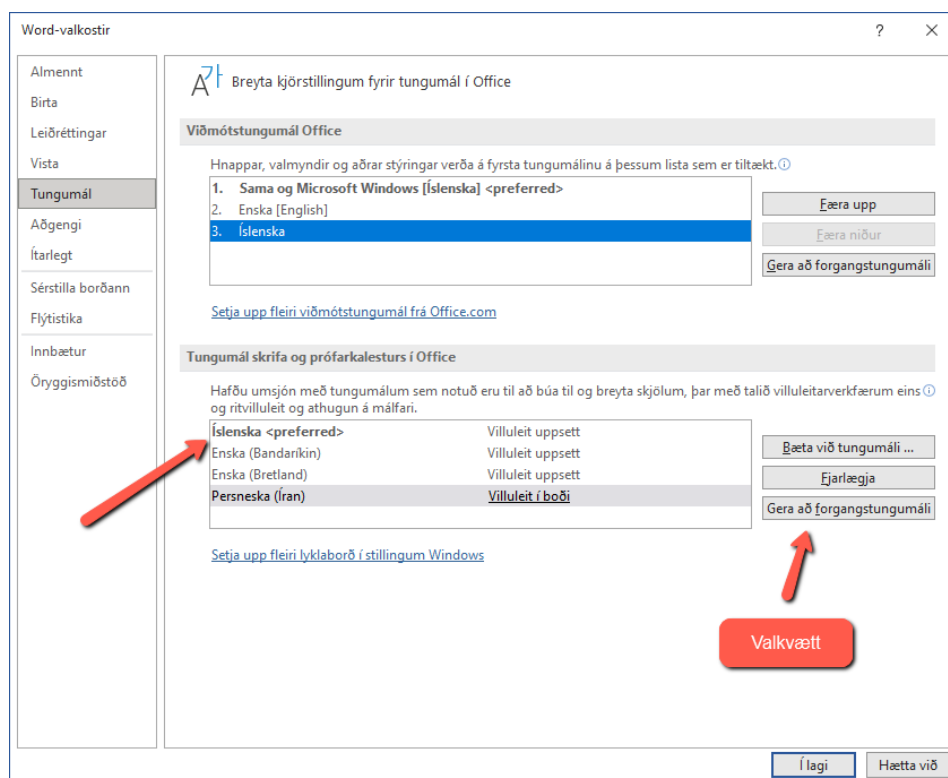 Word-valkostir
?
Almennt
Birta
Leiðréttingar
Vista
Tungumál
Aðgengi
Ítarlegt
Sérstilla borðann
Flýtistika
Innbætur
Öryggismiðstöð
Breyta kjörstillingum fyrir tungumál í Office
Viðmótstungumál Office
Hnappar, valmyndir og aðrar stýringar verða á fyrsta tungumálinu á þessum lista sem er tiltækt.
1. Sama og Microsoft Windows [Íslenska] <preferred>
2. Enska [English]
3. Íslenska
Færa upp
Færa niður
Gera að forgangstungumáli
Setja upp fleiri viðmótstungumál frá Office.com
Tungumál skrifa og prófarkalesturs í Office
Hafðu umsjón með tungumálum sem notuð eru til að búa til og breyta skjölum, þar með talið villuleitarverkfærum eins
og ritvilluleit og athugun á málfari.
Íslenska <preferred> Villuleit uppsett
Enska (Bandaríkin) Villuleit uppsett
Enska (Bretland) Villuleit uppsett
Persneska (Íran) Villuleit í boði
Bæta við tungumáli ...
Fjarlægja
Gera að forgangstungumáli
Setja upp fleiri lyklaborð í stillingum Windows
Valkvætt
Í lagi
Hætta við